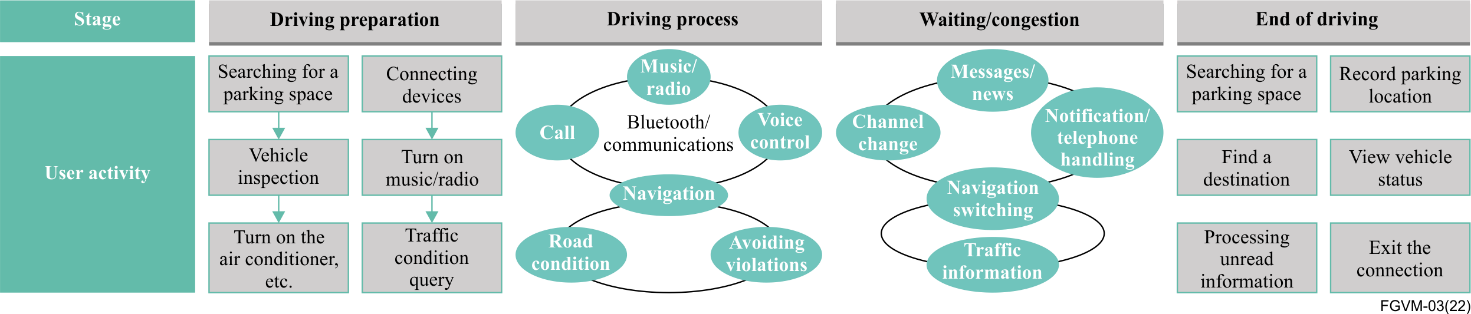 Stage
Driving preparation
Driving process
Waiting/congestion
End of driving
User activity
Searching for a
parking space
Vehicle
inspection
Turn on the
air conditioner,
etc.
Connecting
devices
Turn on
music/radio
Traffic
condition
query
Music/
radio
Call
Bluetooth/
communications
Voice
control
Navigation
Road
condition
Avoiding
violations
Messages/
news
Channel
change
Notification/
telephone
handling
Navigation
switching
Traffic
information
Searching for a
parking space
Record parking
location
Find a
destination
View vehicle
status
Processing
unread
information
Exit the
connection
FGVM-03(22)